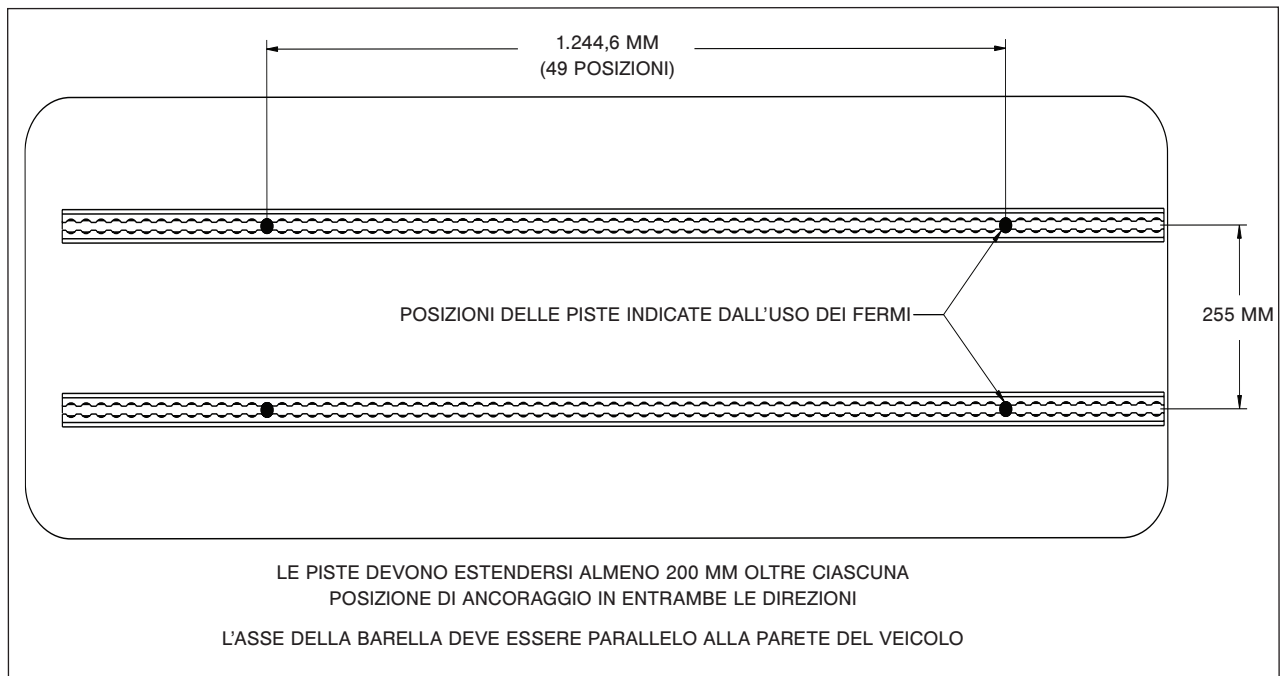 1.244,6 MM
(49 POSIZIONI)
POSIZIONI DELLE PISTE INDICATE DALL'USO DEI FERMI
255 MM
LE PISTE DEVONO ESTENDERSI ALMENO 200 MM OLTRE CIASCUNA
POSIZIONE DI ANCORAGGIO IN ENTRAMBE LE DIREZIONI
L'ASSE DELLA BARELLA DEVE ESSERE PARALLELO ALLA PARETE DEL VEICOLO